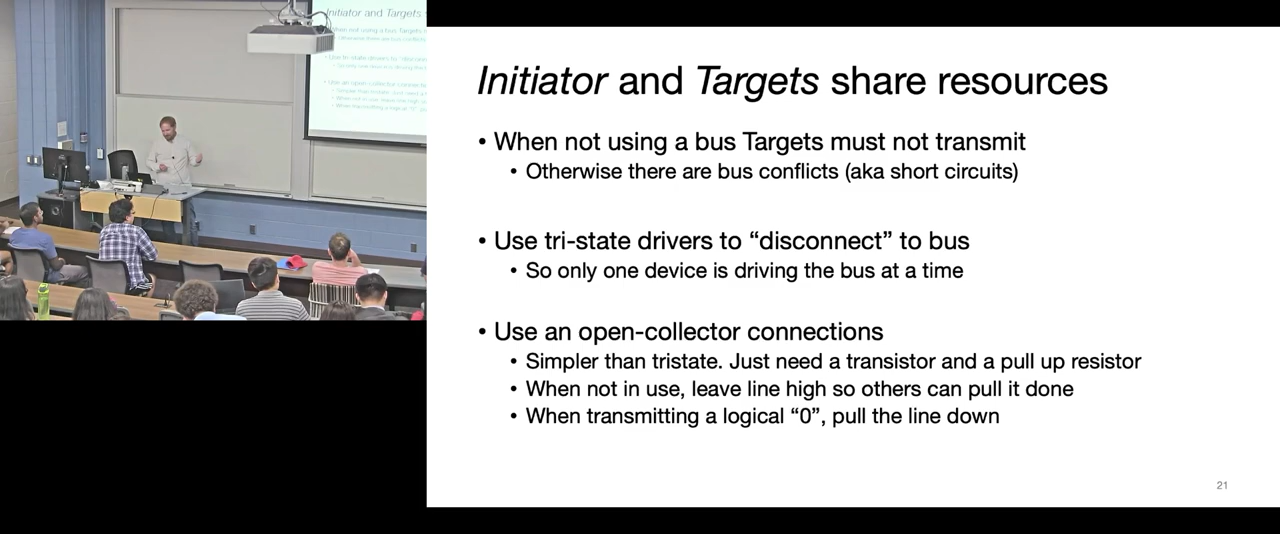 Initiator and Targets share resources
• When not using a bus Targets must not transmit
• Otherwise there are bus conflicts (aka short circuits)
• Use tri-state drivers to “disconnect” to bus
• So only one device is driving the bus at a time
• Use an open-collector connections
• Simpler than tristate. Just need a transistor and a pull up resistor
• When not in use, leave line high so others can pull it done
• When transmitting a logical “0”, pull the line down
21